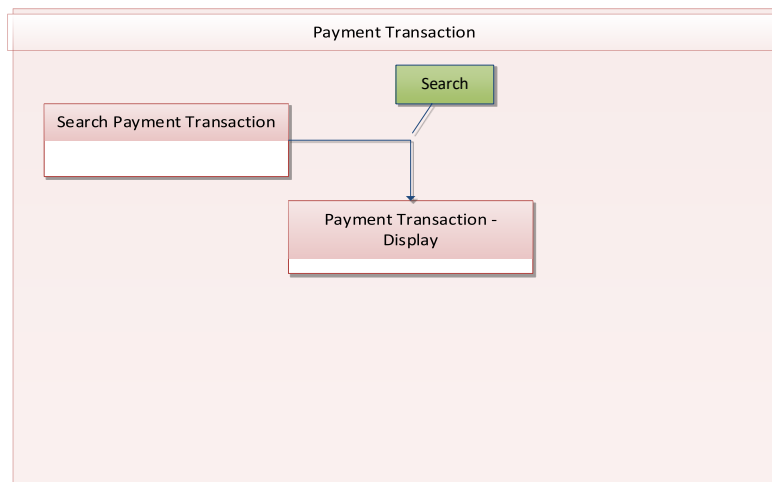 Payment Transaction
Search
Search Payment Transaction
Payment Transaction -
Display